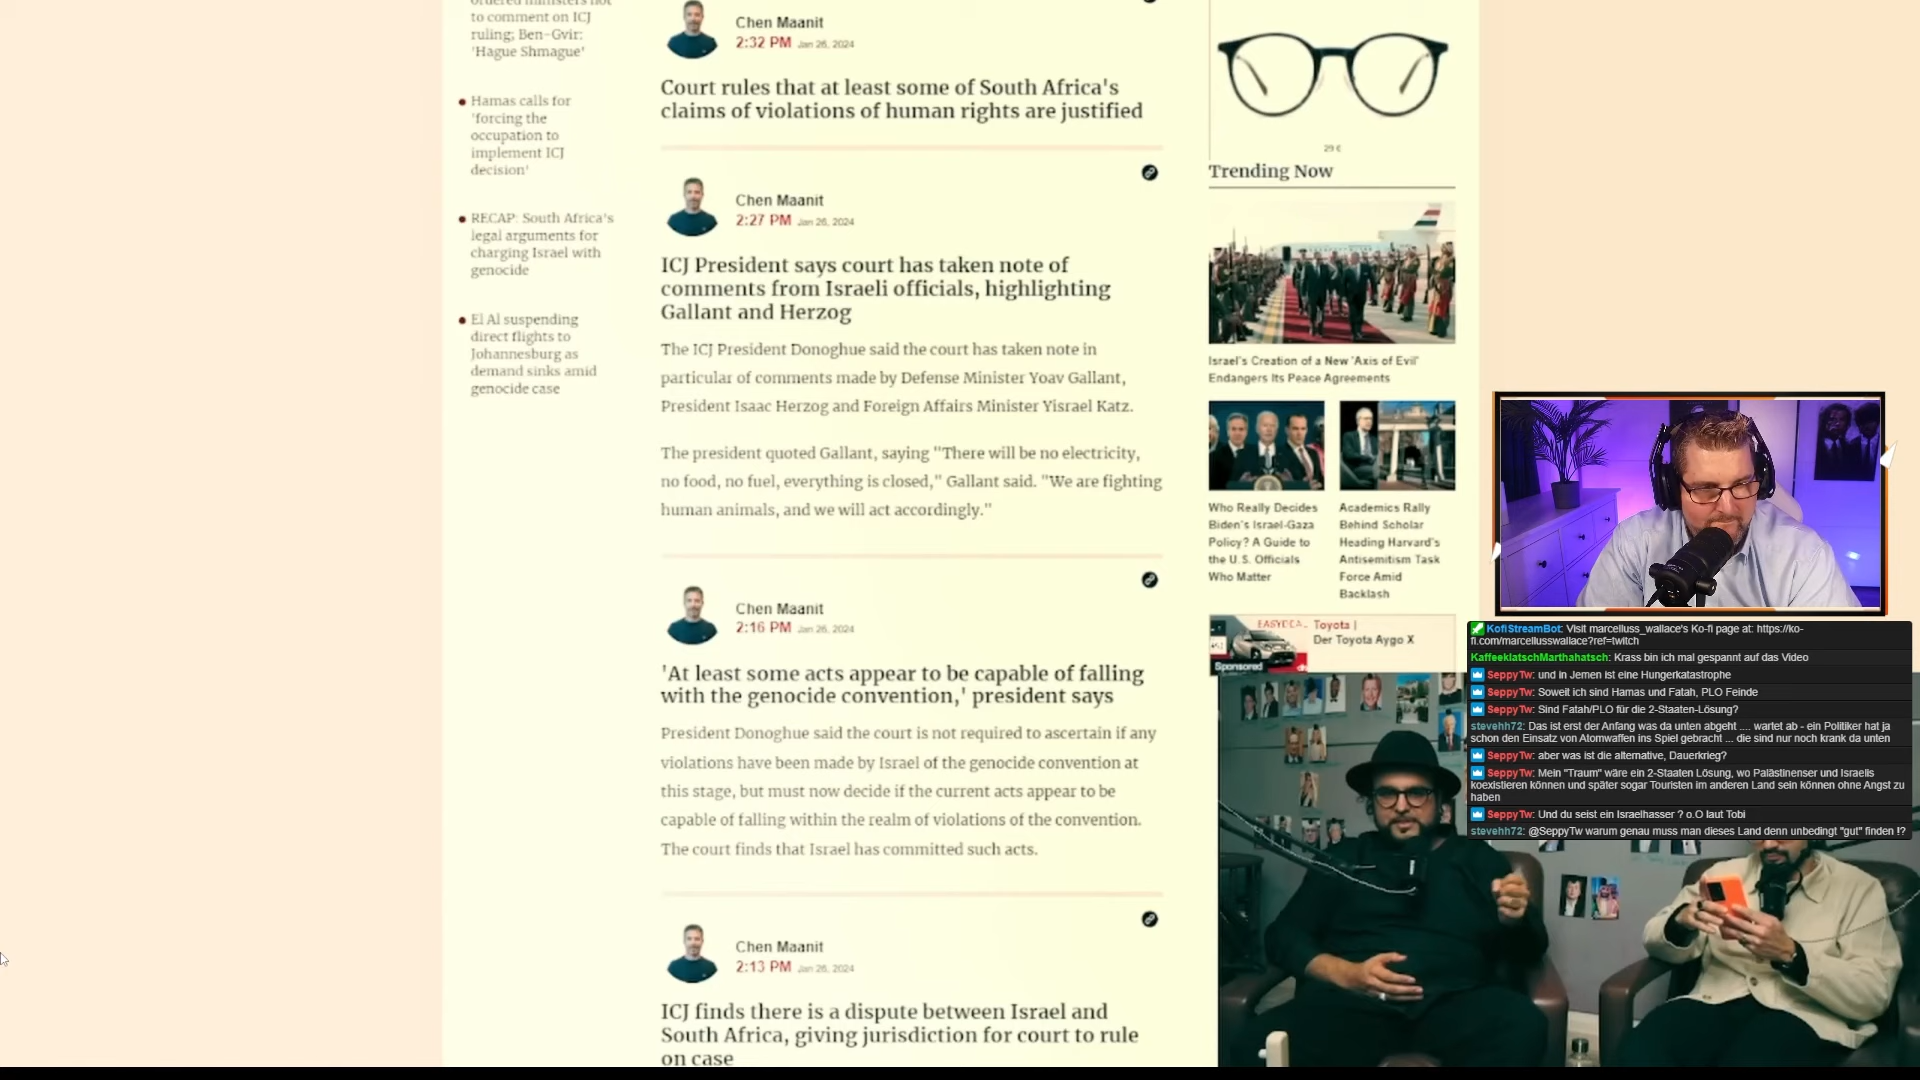 ordered ministers not
to comment on ICJ
ruling; Ben-Gvir:
'Hague Shmague'
Hamas calls for
'forcing the
occupation to
implement ICJ
decision'
RECAP: South Africa's
legal arguments for
charging Israel with
genocide
El Al suspending
direct flights to
Johannesburg as
demand sinks amid
genocide case
Chen Maanit
2:32 PM Jan 26, 2024
Court rules that at least some of South Africa's
claims of violations of human rights are justified
Chen Maanit
2:27 PM Jan 26, 2024
ICJ President says court has taken note of
comments from Israeli officials, highlighting
Gallant and Herzog
The ICJ President Donoghue said the court has taken note in
particular of comments made by Defense Minister Yoav Gallant,
President Isaac Herzog and Foreign Affairs Minister Yisrael Katz.
The president quoted Gallant, saying "There will be no electricity,
no food, no fuel, everything is closed," Gallant said. "We are fighting
human animals, and we will act accordingly."
Chen Maanit
2:16 PM Jan 26, 2024
'At least some acts appear to be capable of falling
with the genocide convention,' president says
President Donoghue said the court is not required to ascertain if any
violations have been made by Israel of the genocide convention at
this stage, but must now decide if the current acts appear to be
capable of falling within the realm of violations of the convention.
The court finds that Israel has committed such acts.
Chen Maanit
2:13 PM Jan 26, 2024
ICJ finds there is a dispute between Israel and
South Africa, giving jurisdiction for court to rule
on case
29 €
Trending Now
Israel's Creation of a New 'Axis of Evil'
Endangers Its Peace Agreements
Who Really Decides
Biden's Israel-Gaza
Policy? A Guide to
the U.S. Officials
Who Matter
Academics Rally
Behind Scholar
Heading Harvard's
Antisemitism Task
Force Amid
Backlash
Toyota |
Der Toyota Aygo X
Sponsored
KofiStreamBot: Visit marcelluss_wallace's Ko-fi page at: https://ko-
fi.com/marcellusswallace?ref=twitch
KaffeeklatschMarthahatsch: Krass bin ich mal gespannt auf das Video
SeppyTw: und in Jemen ist eine Hungerkatastrophe
SeppyTw: Soweit ich sind Hamas und Fatah, PLO Feinde
SeppyTw: Sind Fatah/PLO für die 2-Staaten-Lösung?
stevehh72: Das ist erst der Anfang was da unten abgeht .... wartet ab - ein Politiker hat ja
schon den Einsatz von Atomwaffen ins Spiel gebracht ... die sind nur noch krank da unten
SeppyTw: aber was ist die alternative, Dauerkrieg?
SeppyTw: Mein "Traum" wäre ein 2-Staaten Lösung, wo Palästinenser und Israelis
koexistieren können und später sogar Touristen im anderen Land sein können ohne Angst zu
haben
SeppyTw: Und du seist ein Israelhasser ? o.O laut Tobi
stevehh72: @SeppyTw warum genau muss man dieses Land denn unbedingt "gut" finden !?